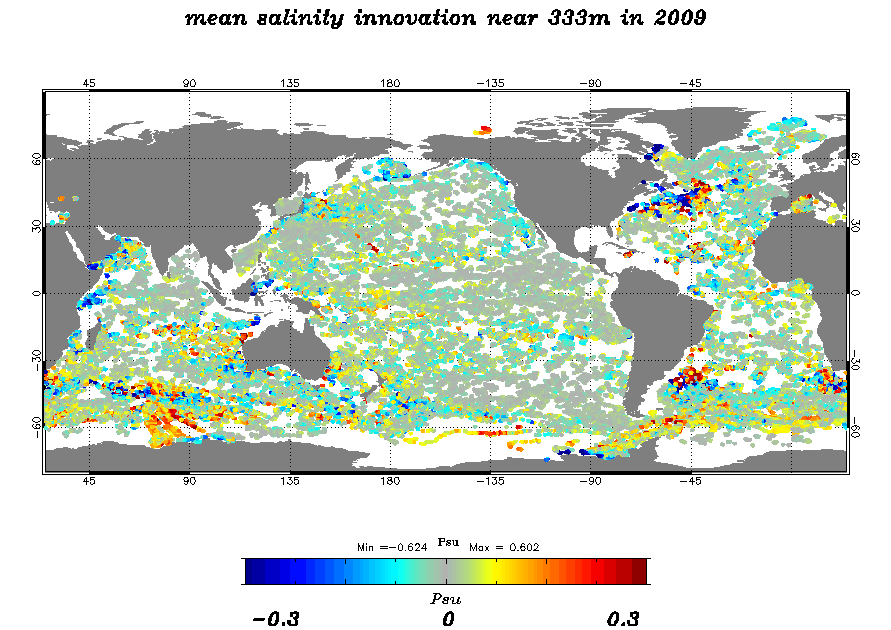 mean salinity innovation near 333m in 2009
45 90 135 180 −135 −90 −45
60 60
30 30
0 0
−30 −30
−60 −60
45 90 135 180 −135 −90 −45
Min =−0.624 Psu Max = 0.602
Psu
−0.3 0 0.3